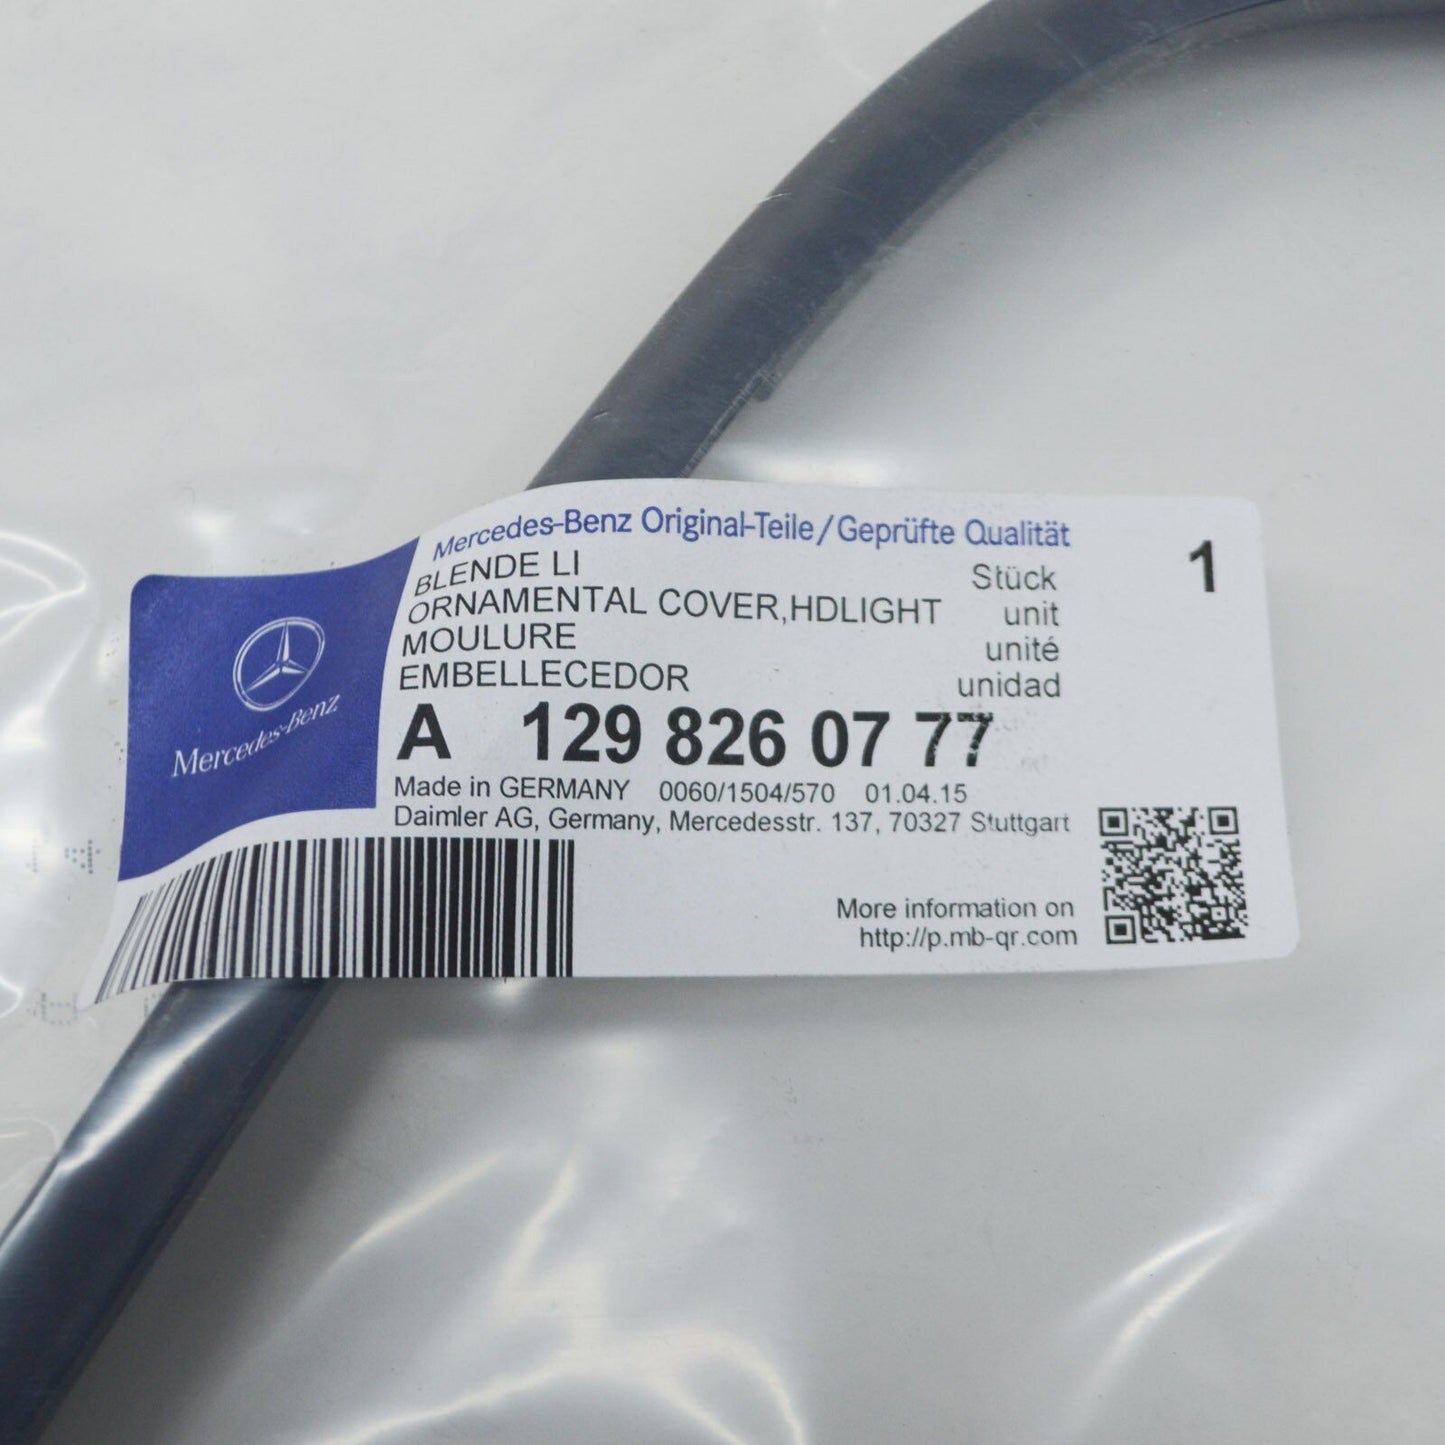 Mercedes-Benz Original-Teile/Geprüfte Qualität
BLENDE LI Stück 1
ORNAMENTAL COVER,HDLIGHT unit
MOULURE unité
EMBELLECEDOR unidad
Mercedes-Benz
A 129 826 07 77
Made in GERMANY 0060/1504/570 01.04.15
Daimler AG, Germany, Mercedesstr. 137, 70327 Stuttgart
More information on
http://p.mb-qr.com